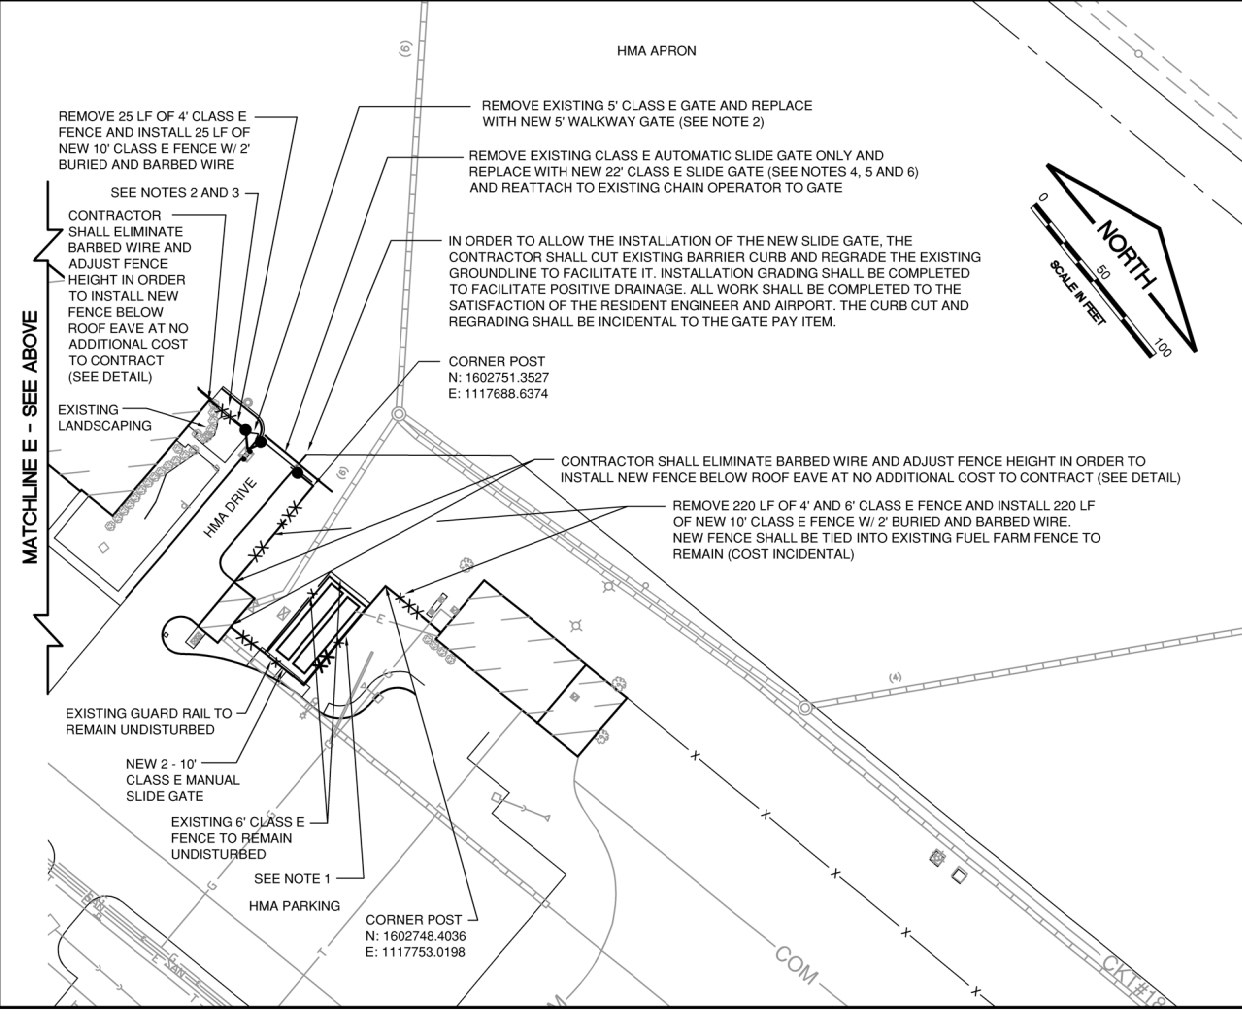 HMA APRON
(6)
REMOVE 25 LF OF 4' CLASS E
FENCE AND INSTALL 25 LF OF
NEW 10' CLASS E FENCE W/ 2'
BURIED AND BARBED WIRE
SEE NOTES 2 AND 3
CONTRACTOR
SHALL ELIMINATE
BARBED WIRE AND
ADJUST FENCE
HEIGHT IN ORDER
TO INSTALL NEW
FENCE BELOW
ROOF EAVE AT NO
ADDITIONAL COST
TO CONTRACT
(SEE DETAIL)
EXISTING
LANDSCAPING
MATCHLINE E - SEE ABOVE
REMOVE EXISTING 5' CLASS E GATE AND REPLACE
WITH NEW 5' WALKWAY GATE (SEE NOTE 2)
REMOVE EXISTING CLASS E AUTOMATIC SLIDE GATE ONLY AND
REPLACE WITH NEW 22' CLASS E SLIDE GATE (SEE NOTES 4, 5 AND 6)
AND REATTACH TO EXISTING CHAIN OPERATOR TO GATE
IN ORDER TO ALLOW THE INSTALLATION OF THE NEW SLIDE GATE, THE
CONTRACTOR SHALL CUT EXISTING BARRIER CURB AND REGRADE THE EXISTING
GROUNDLINE TO FACILITATE IT. INSTALLATION GRADING SHALL BE COMPLETED
TO FACILITATE POSITIVE DRAINAGE. ALL WORK SHALL BE COMPLETED TO THE
SATISFACTION OF THE RESIDENT ENGINEER AND AIRPORT. THE CURB CUT AND
REGRADING SHALL BE INCIDENTAL TO THE GATE PAY ITEM.
CORNER POST
N: 1602751.3527
E: 1117688.6374
NORTH
0
50
100
SCALE IN FEET
(6)
HMA DRIVE
CONTRACTOR SHALL ELIMINATE BARBED WIRE AND ADJUST FENCE HEIGHT IN ORDER TO
INSTALL NEW FENCE BELOW ROOF EAVE AT NO ADDITIONAL COST TO CONTRACT (SEE DETAIL)
REMOVE 220 LF OF 4' AND 6' CLASS E FENCE AND INSTALL 220 LF
OF NEW 10' CLASS E FENCE W/ 2' BURIED AND BARBED WIRE.
NEW FENCE SHALL BE TIED INTO EXISTING FUEL FARM FENCE TO
REMAIN (COST INCIDENTAL)
E
(4)
EXISTING GUARD RAIL TO
REMAIN UNDISTURBED
NEW 2 - 10'
CLASS E MANUAL
SLIDE GATE
EXISTING 6' CLASS E
FENCE TO REMAIN
UNDISTURBED
SEE NOTE 1
HMA PARKING
CORNER POST
N: 1602748.4036
E: 1117753.0198
G
T
G
T
SAN
SAN
G
E
T
COM
CKT#18